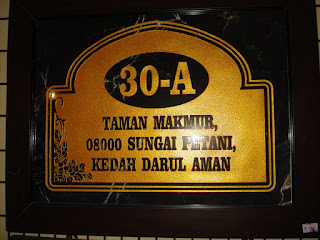 30-A
TAMAN MAKMUR,
08000 SUNGAI PETANI,
KEDAH DARUL AMAN